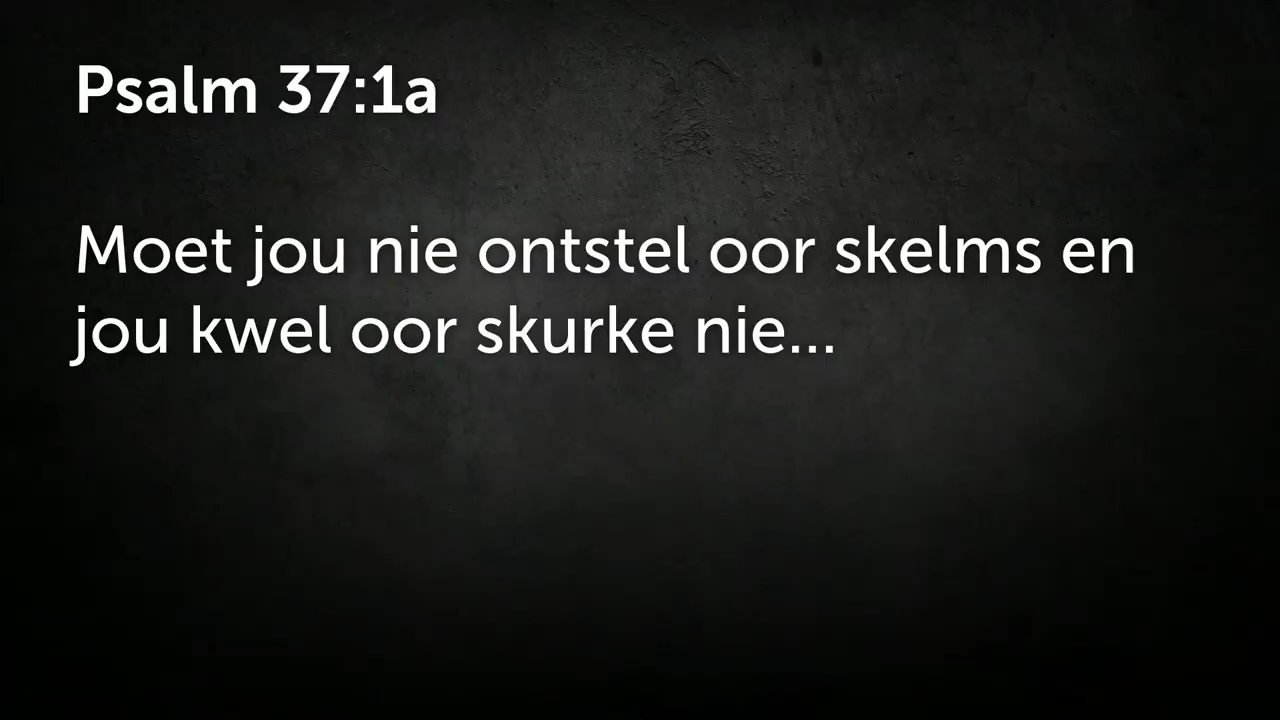 Psalm 37:1a
Moet jou nie ontstel oor skelms en
jou kwel oor skurke nie...